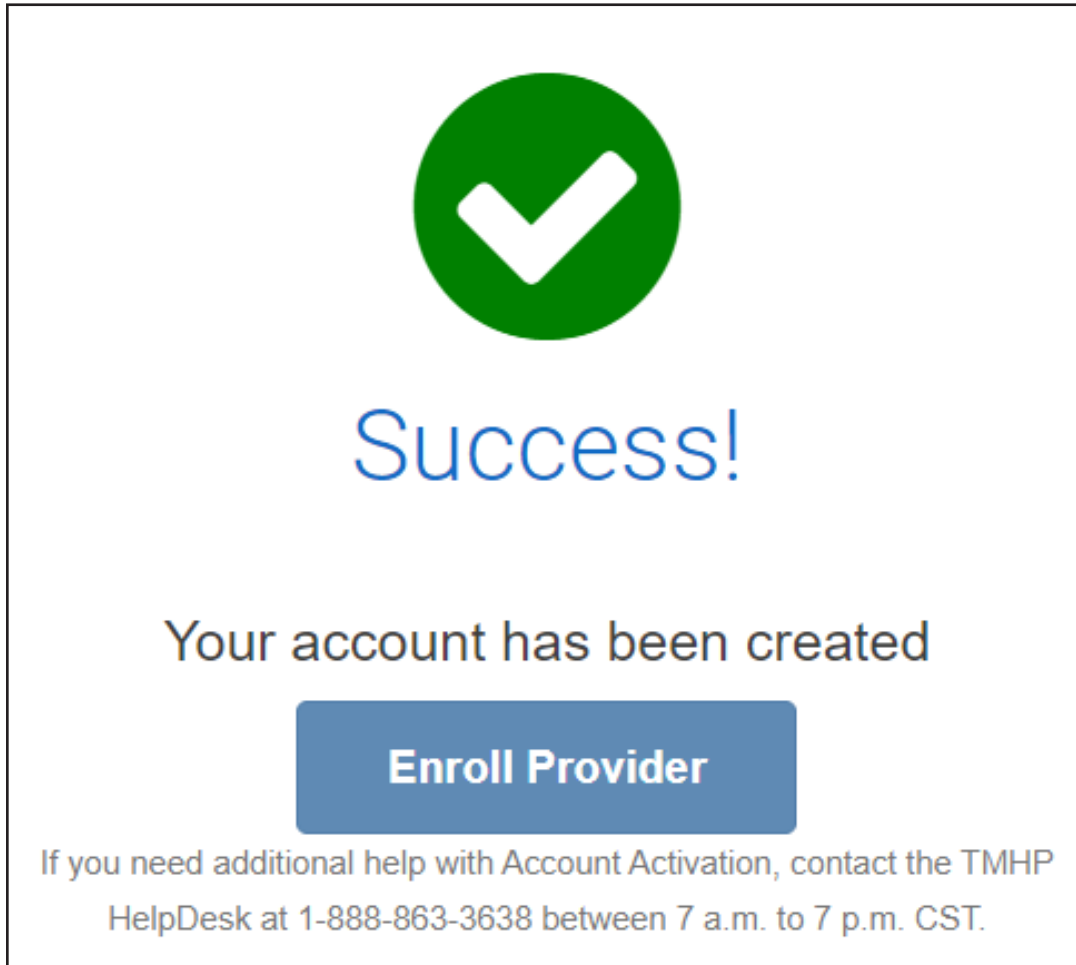 Success!
Your account has been created
Enroll Provider
If you need additional help with Account Activation, contact the TMHP
HelpDesk at 1-888-863-3638 between 7 a.m. to 7 p.m. CST.